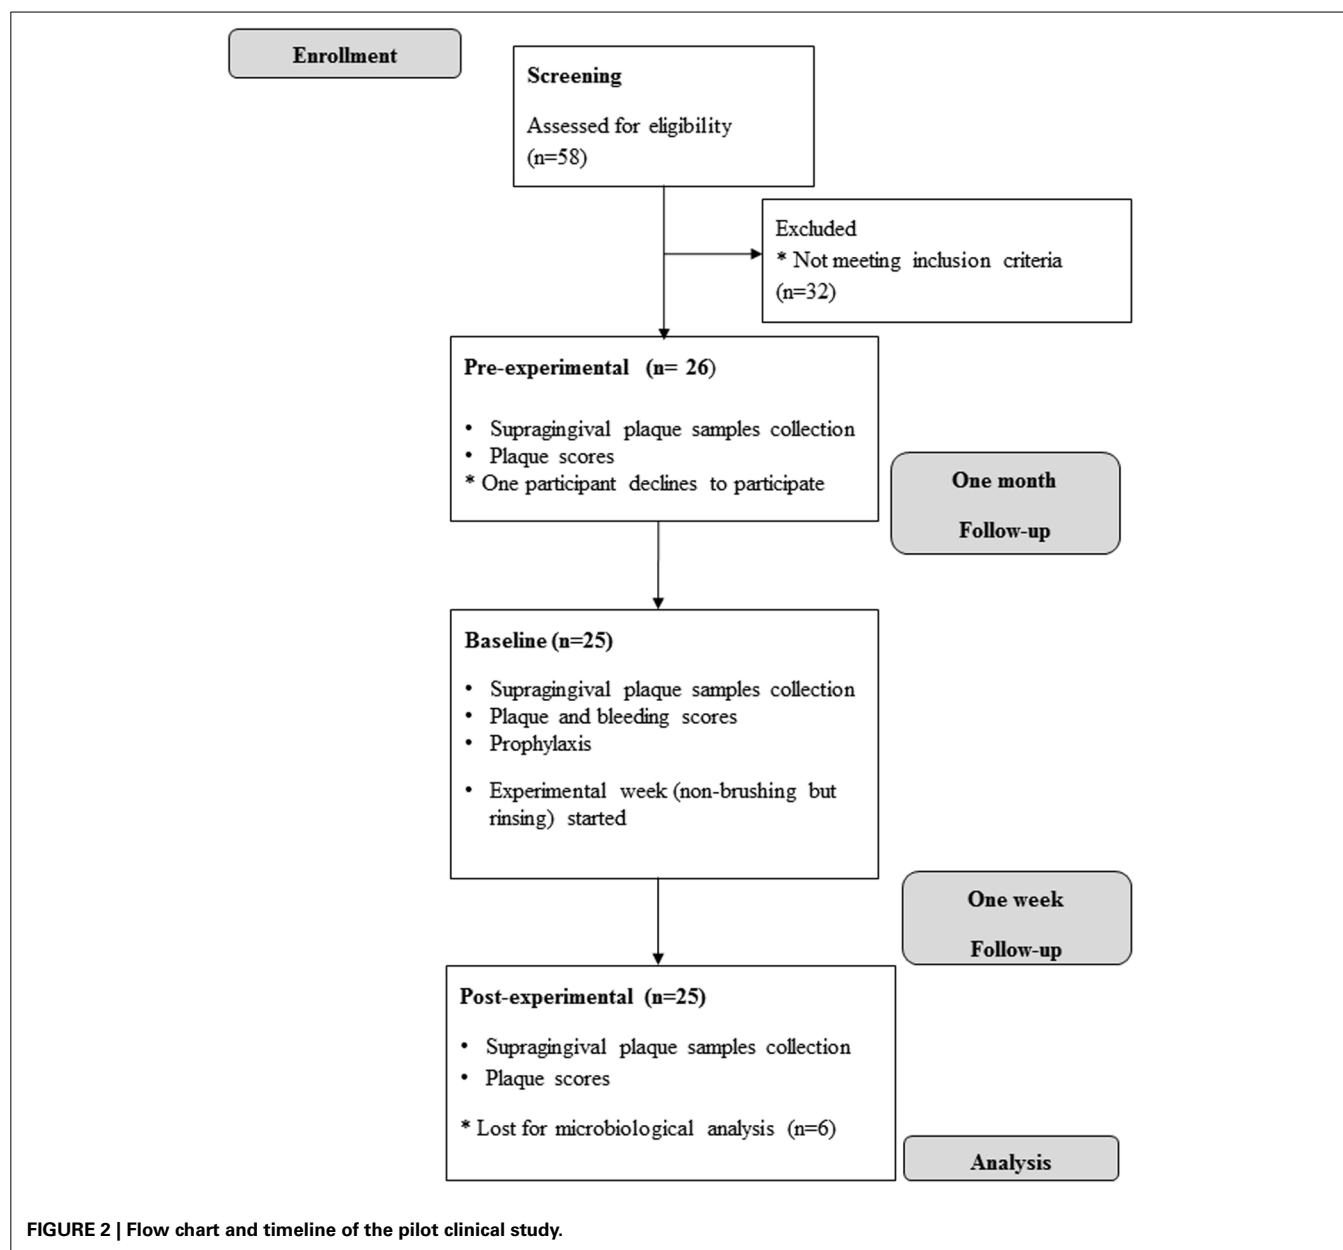 Enrollment
Screening
Assessed for eligibility
(n=58)
Excluded
* Not meeting inclusion criteria
(n=32)
Pre-experimental (n= 26)
• Supragingival plaque samples collection
• Plaque scores
* One participant declines to participate
One month
Follow-up
Baseline (n=25)
• Supragingival plaque samples collection
• Plaque and bleeding scores
• Prophylaxis
• Experimental week (non-brushing but
rinsing) started
One week
Follow-up
Post-experimental (n=25)
• Supragingival plaque samples collection
• Plaque scores
* Lost for microbiological analysis (n=6)
Analysis
FIGURE 2 | Flow chart and timeline of the pilot clinical study.